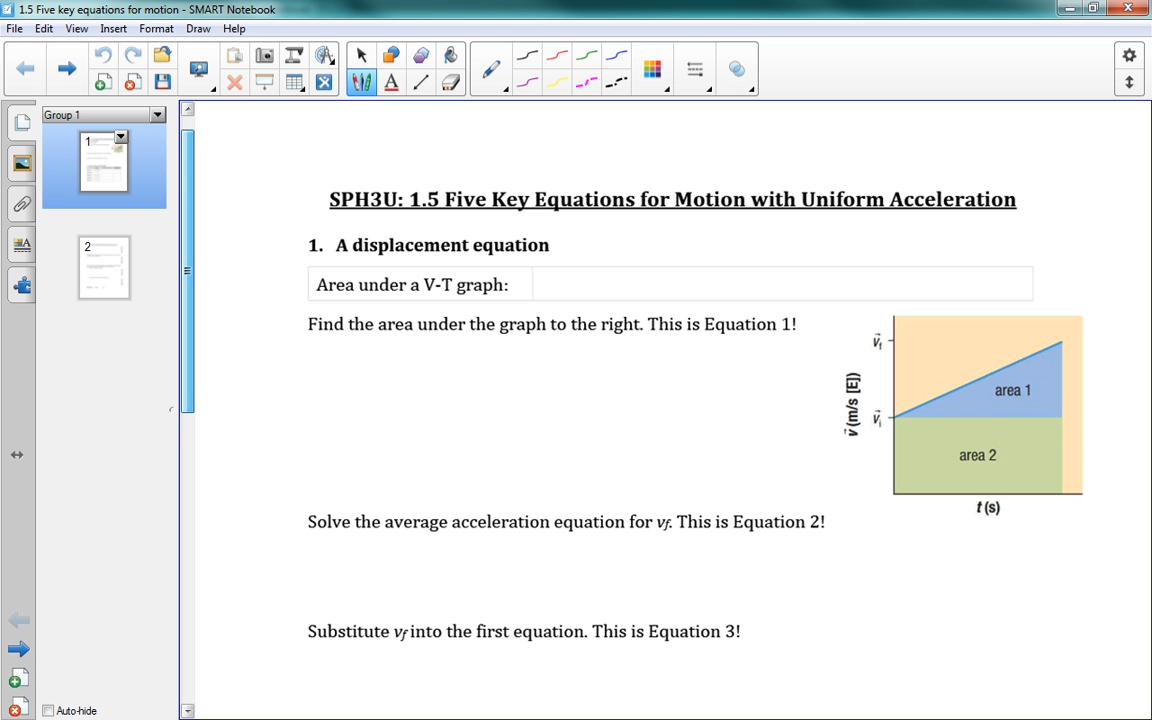 1.5 Five key equations for motion - SMART Notebook
File Edit View Insert Format Draw Help
Group 1
1
2
Auto-hide
SPH3U: 1.5 Five Key Equations for Motion with Uniform Acceleration
1. A displacement equation
Area under a V-T graph:
Find the area under the graph to the right. This is Equation 1!
v⃗f
v⃗i
v⃗ (m/s [E])
area 1
area 2
t (s)
Solve the average acceleration equation for vf. This is Equation 2!
Substitute vf into the first equation. This is Equation 3!